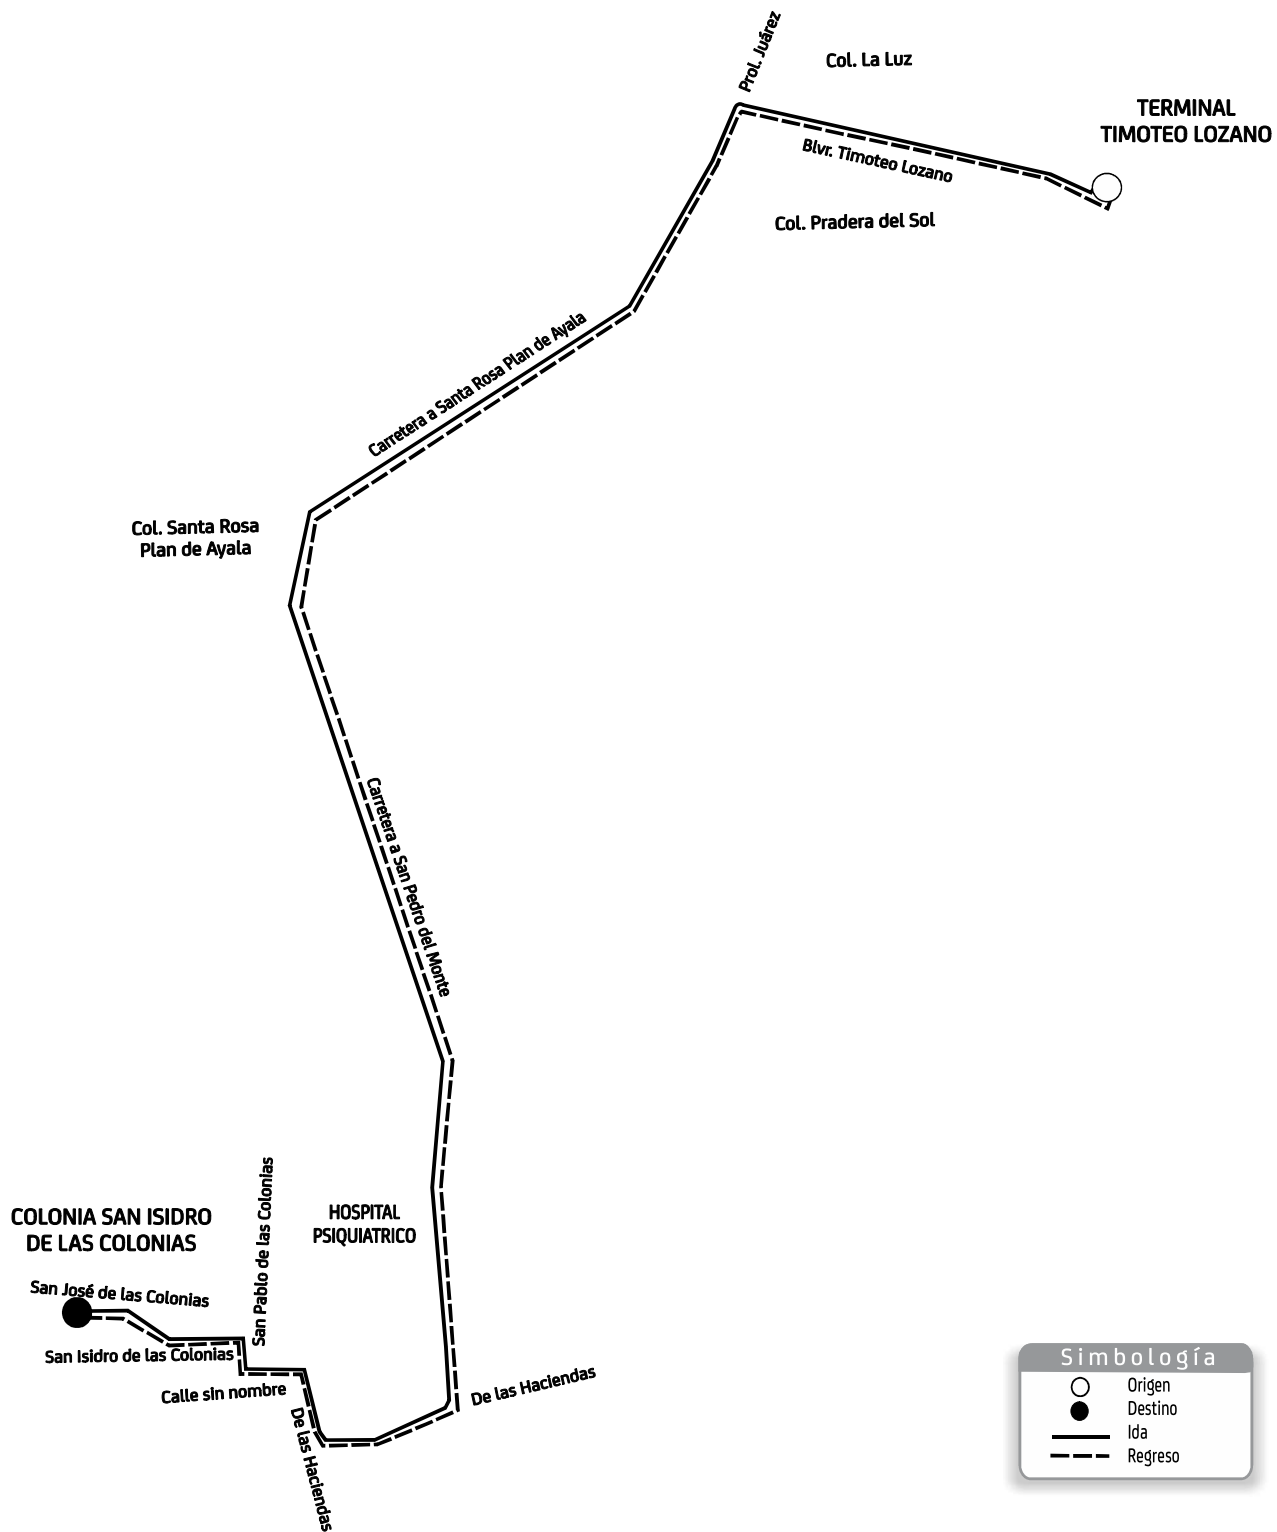 Prol. Juárez
Col. La Luz
TERMINAL
TIMOTEO LOZANO
Blvr. Timoteo Lozano
Col. Pradera del Sol
Carretera a Santa Rosa Plan de Ayala
Col. Santa Rosa
Plan de Ayala
Carretera a San Pedro del Monte
San Pablo de las Colonias
HOSPITAL
PSIQUIATRICO
COLONIA SAN ISIDRO
DE LAS COLONIAS
San José de las Colonias
San Isidro de las Colonias
Calle sin nombre
De las Haciendas
De las Haciendas
Simbología
Origen
Destino
Ida
Regreso